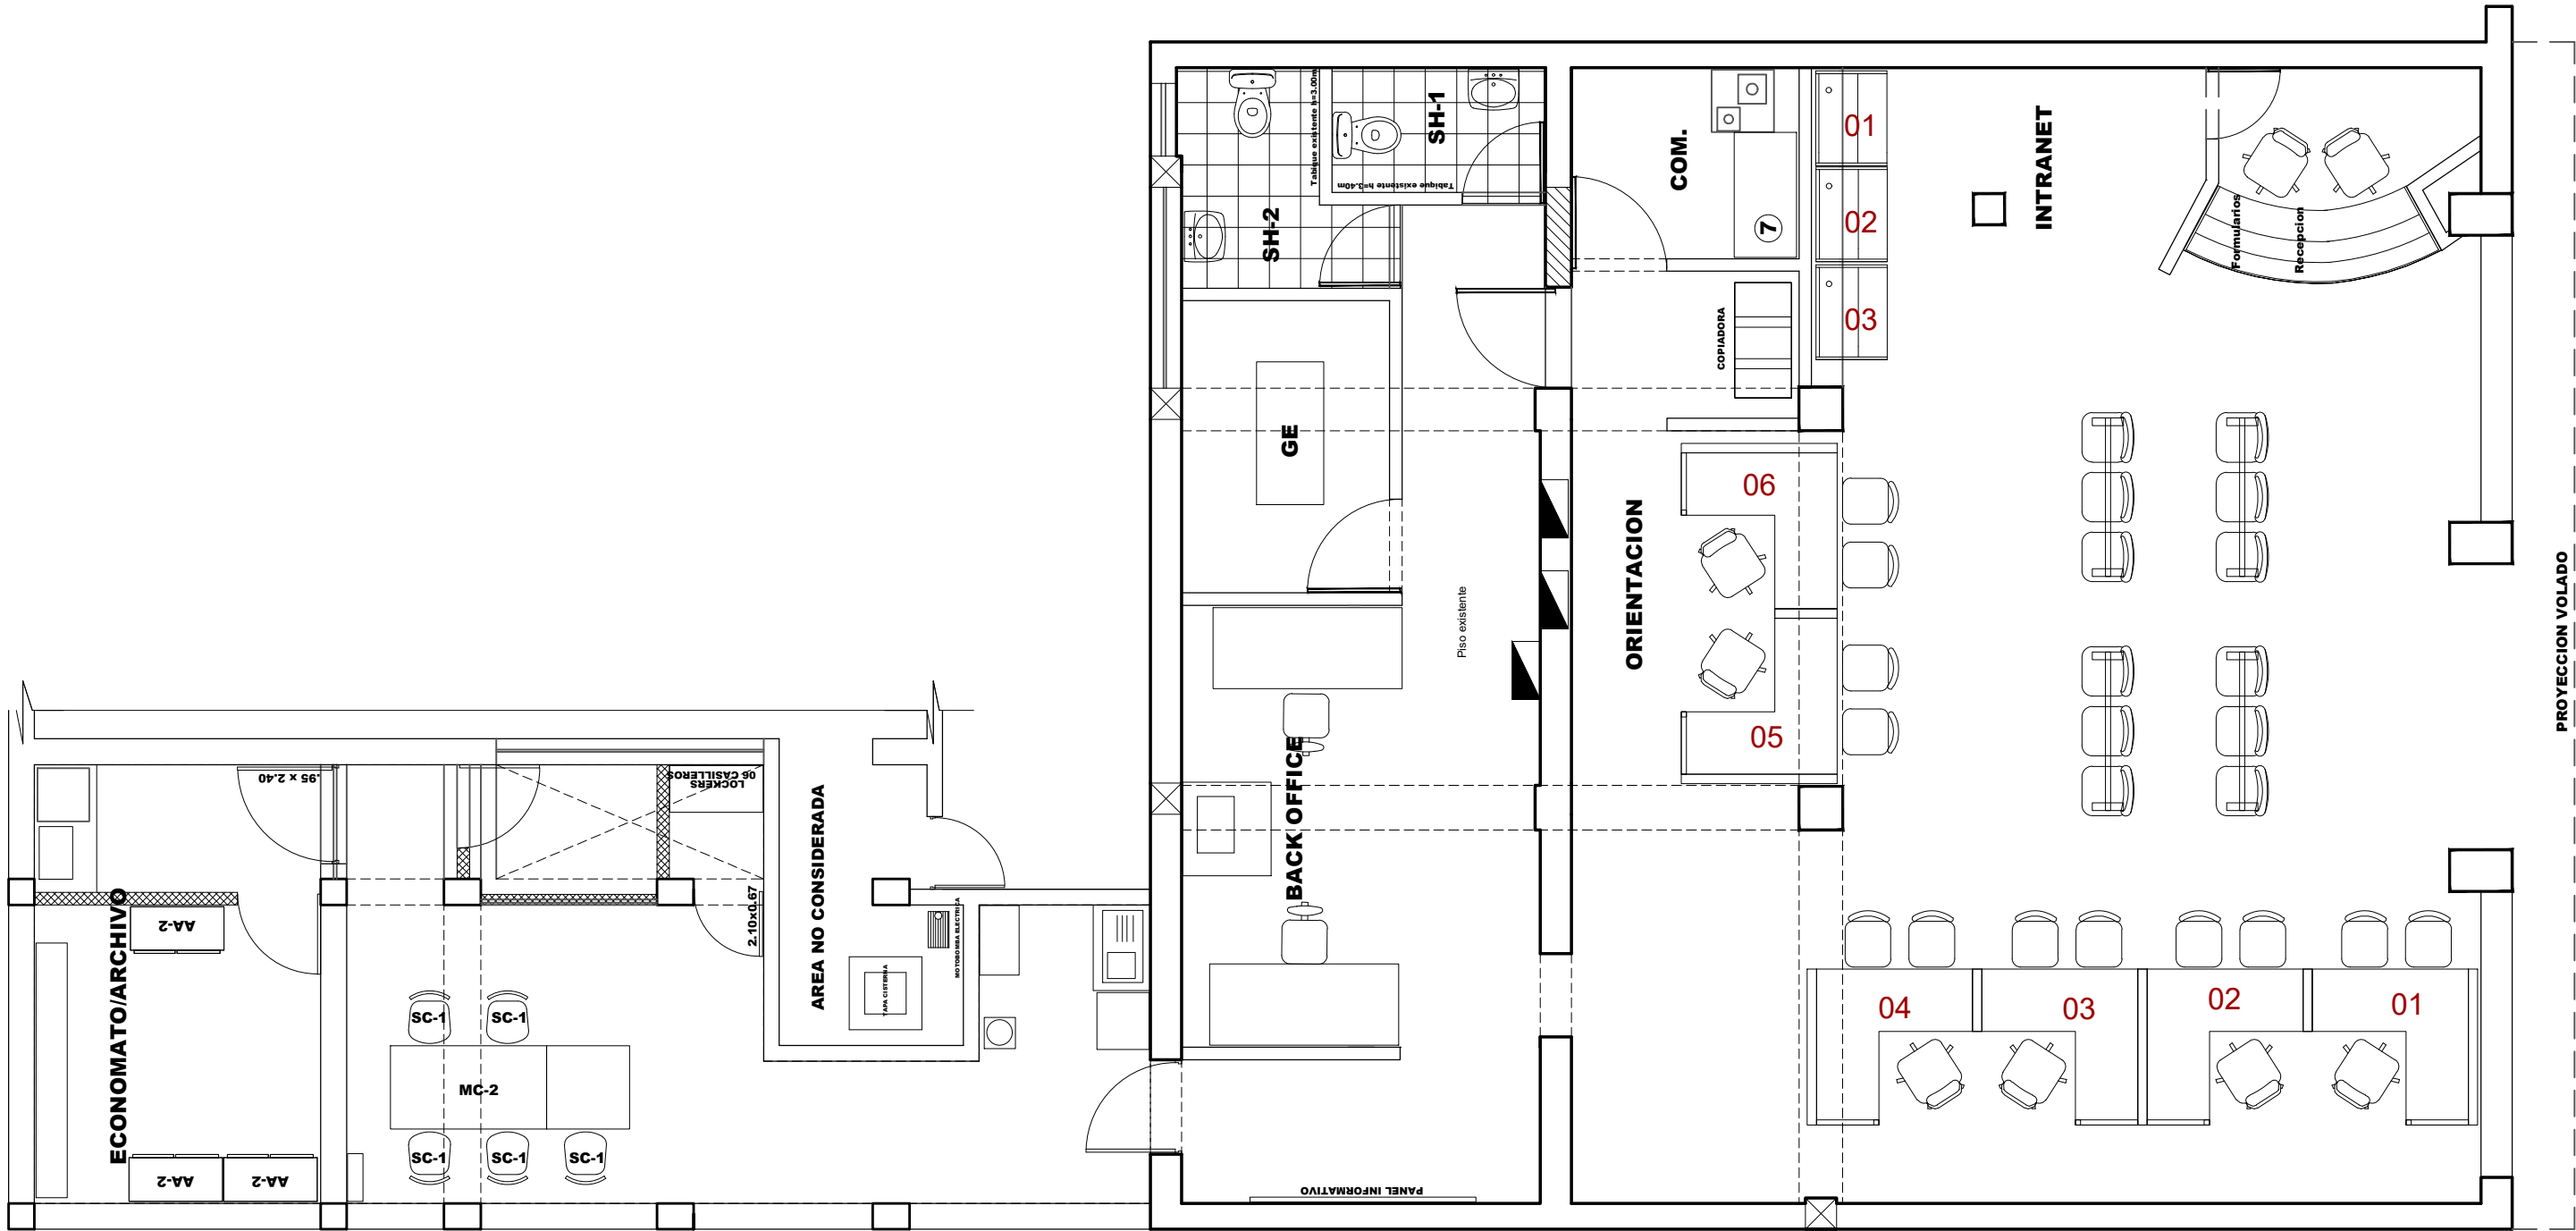 Tabique existente h=3.00m
SH-1
Tabique existente h=3.40m
SH-2
COM.
7
01
02
03
INTRANET
Formularios
Recepcion
COPIADORA
GE
ORIENTACION
06
05
Piso existente
PROYECCION VOLADO
BACK OFFICE
.95 x 2.40
LOCKERS
06 CASILLEROS
AREA NO CONSIDERADA
2.10x0.67
MOTOBOMBA ELECTRICA
TAPA CISTERNA
ECONOMATO/ARCHIVO
AA-2
SC-1
SC-1
MC-2
SC-1
SC-1
SC-1
AA-2
AA-2
PANEL INFORMATIVO
04
03
02
01